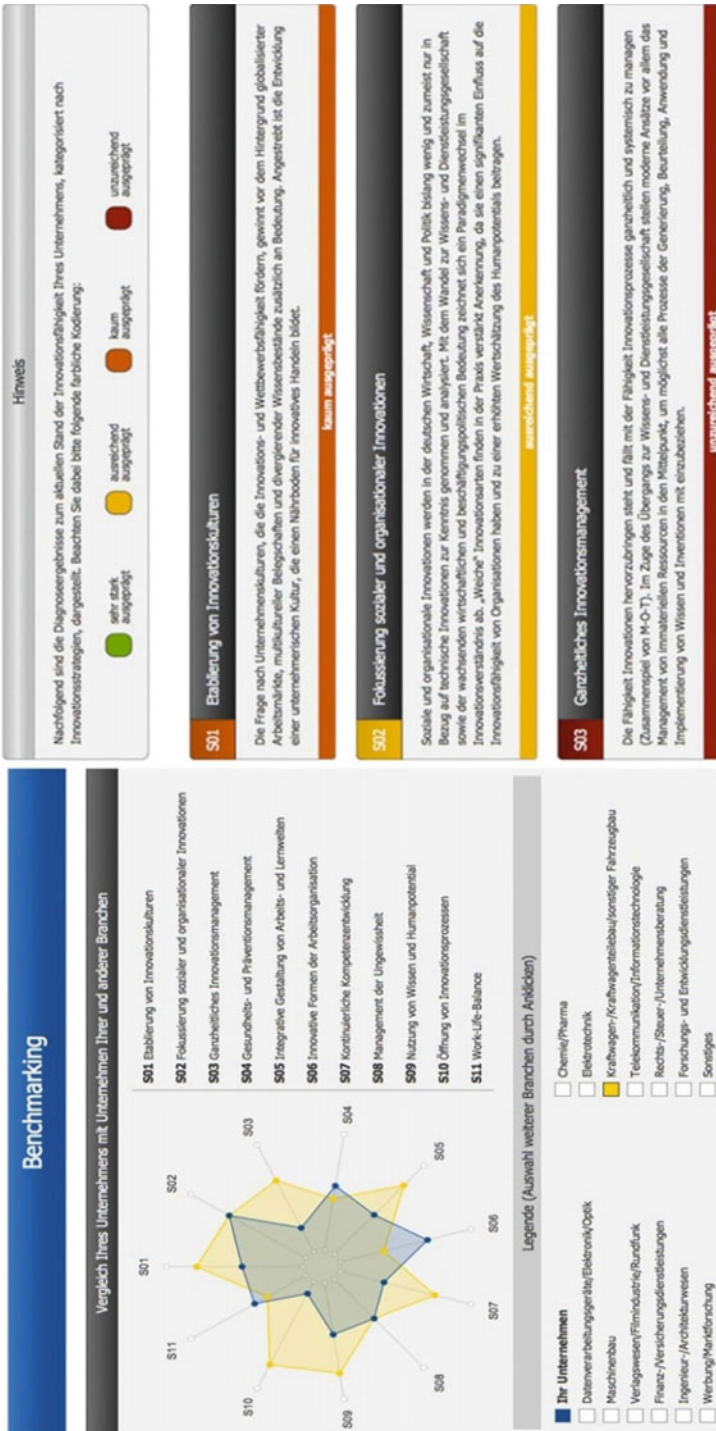 Benchmarking
Vergleich Ihres Unternehmens mit Unternehmen Ihrer und anderer Branchen
S01
S02
S03
S04
S05
S06
S07
S08
S09
S10
S11
S01 Etablierung von Innovationskulturen
S02 Fokussierung sozialer und organisationaler Innovationen
S03 Ganzheitliches Innovationsmanagement
S04 Gesundheits- und Präventionsmanagement
S05 Integrative Gestaltung von Arbeits- und Lernwelten
S06 Innovative Formen der Arbeitsorganisation
S07 Kontinuierliche Kompetenzentwicklung
S08 Management der Ungewissheit
S09 Nutzung von Wissen und Humanpotential
S10 Öffnung von Innovationsprozessen
S11 Work-Life-Balance
Legende (Auswahl weiterer Branchen durch Anklicken)
Ihr Unternehmen
Datenverarbeitungsgeräte/Elektronik/Optik
Maschinenbau
Verlagswesen/Filmindustrie/Rundfunk
Finanz-/Versicherungsdienstleistungen
Ingenieur-/Architekturwesen
Werbung/Marktforschung
Chemie/Pharma
Elektrotechnik
Kraftwagen-/Kraftwagenteilebau/sonstiger Fahrzeugbau
Telekommunikation/Informationstechnologie
Rechts-/Steuer-/Unternehmensberatung
Forschungs- und Entwicklungsdienstleistungen
Sonstiges
Hinweis
Nachfolgend sind die Diagnoseergebnisse zum aktuellen Stand der Innovationsfähigkeit Ihres Unternehmens, kategorisiert nach
Innovationsstrategien, dargestellt. Beachten Sie dabei bitte folgende farbliche Kodierung:
sehr stark
ausgeprägt
ausreichend
ausgeprägt
kaum
ausgeprägt
unzureichend
ausgeprägt
S01 Etablierung von Innovationskulturen
Die Frage nach Unternehmenskulturen, die die Innovations- und Wettbewerbsfähigkeit fördern, gewinnt vor dem Hintergrund globalisierter
Arbeitsmärkte, multikultureller Belegschaften und divergierender Wissensbestände zusätzlich an Bedeutung. Angestrebt ist die Entwicklung
einer unternehmerischen Kultur, die einen Nährboden für innovatives Handeln bildet.
kaum ausgeprägt
S02 Fokussierung sozialer und organisationaler Innovationen
Soziale und organisationale Innovationen werden in der deutschen Wirtschaft, Wissenschaft und Politik bislang wenig und zumeist nur in
Bezug auf technische Innovationen zur Kenntnis genommen und analysiert. Mit dem Wandel zur Wissens- und Dienstleistungsgesellschaft
sowie der wachsenden wirtschaftlichen und beschäftigungspolitischen Bedeutung zeichnet sich ein Paradigmenwechsel im
Innovationsverständnis ab. „Weiche" Innovationsarten finden in der Praxis verstärkt Anerkennung, da sie einen signifikanten Einfluss auf die
Innovationsfähigkeit von Organisationen haben und zu einer erhöhten Wertschätzung des Humanpotentials beitragen.
ausreichend ausgeprägt
S03 Ganzheitliches Innovationsmanagement
Die Fähigkeit Innovationen hervorzubringen steht und fällt mit der Fähigkeit Innovationsprozesse ganzheitlich und systemisch zu managen
(Zusammenspiel von M-O-T). Im Zuge des Übergangs zur Wissens- und Dienstleistungsgesellschaft stellen moderne Ansätze vor allem das
Management von immateriellen Ressourcen in den Mittelpunkt, um möglichst alle Prozesse der Generierung, Beurteilung, Anwendung und
Implementierung von Wissen und Inventionen mit einzubeziehen.
unzureichend ausgeprägt